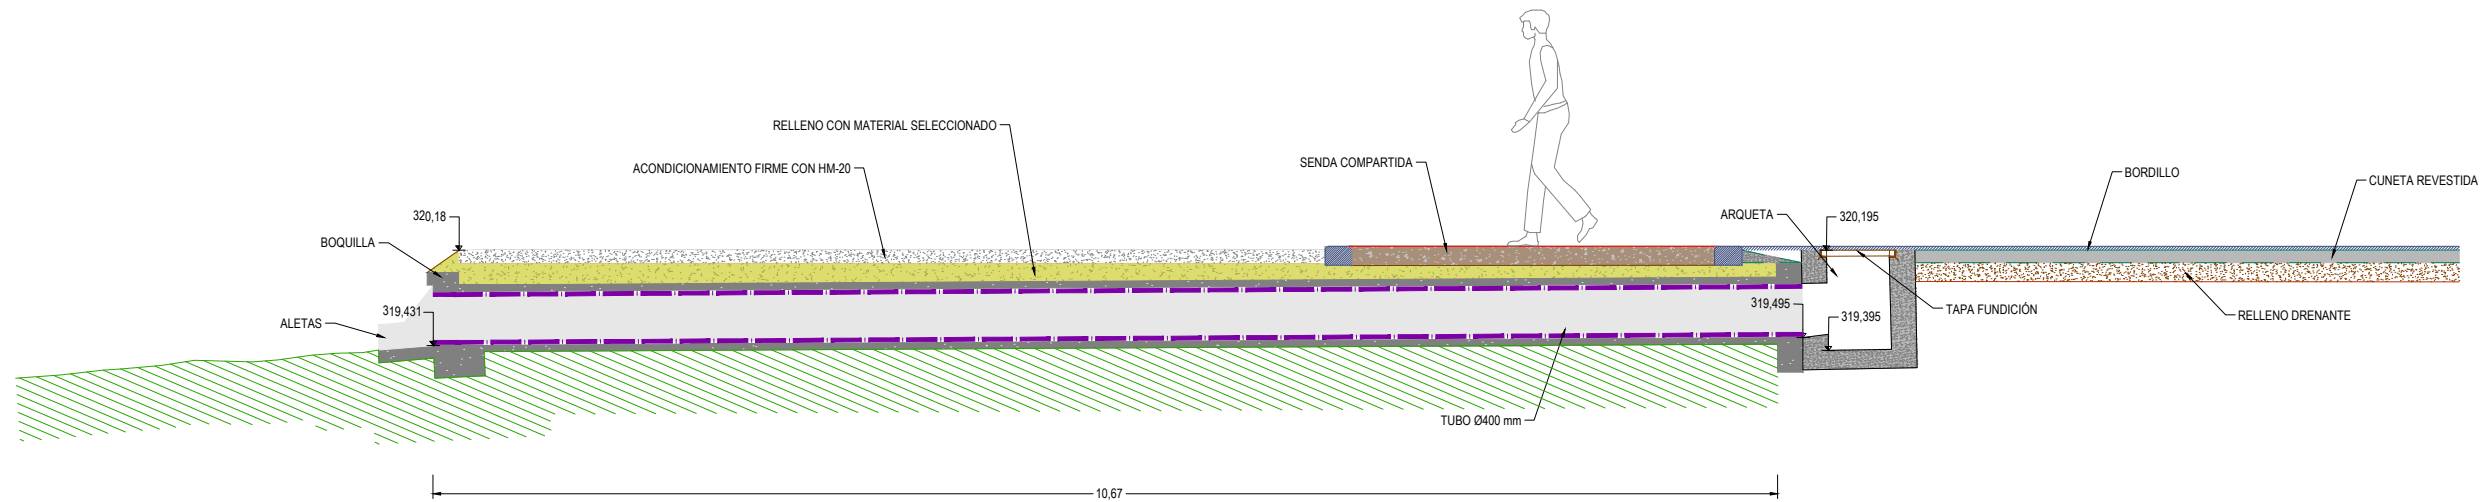 RELLENO CON MATERIAL SELECCIONADO
ACONDICIONAMIENTO FIRME CON HM-20
SENDA COMPARTIDA
BORDILLO
CUNETA REVESTIDA
320,18
ARQUETA
320,195
BOQUILLA
319,431
319,495
319,395
TAPA FUNDICIÓN
RELLENO DRENANTE
ALETAS
TUBO Ø400 mm
10,67